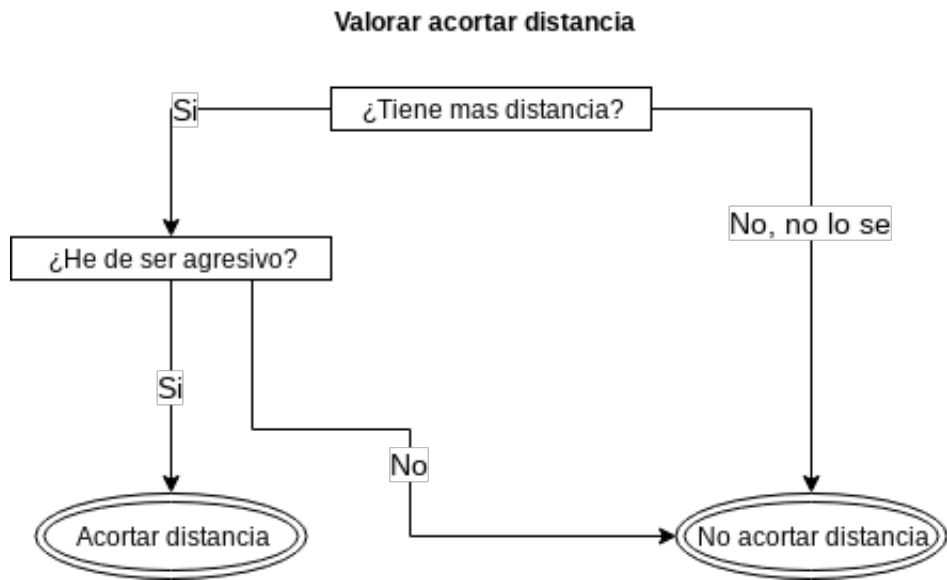 Valorar acortar distancia
¿Tiene mas distancia?
Si
No, no lo se
¿He de ser agresivo?
Si
No
Acortar distancia
No acortar distancia